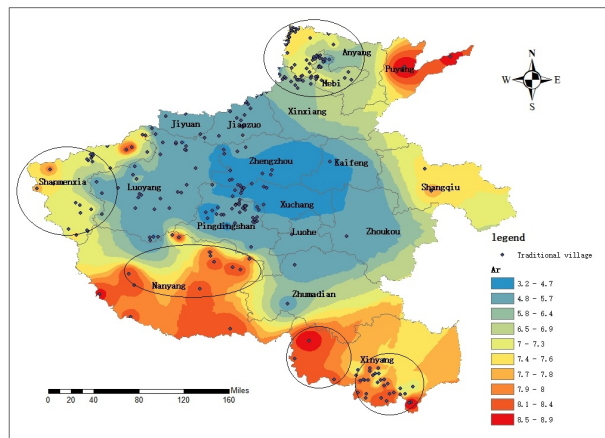 Anyang
Hebi
Puyang
N
W E
S
Xinxiang
Jiyuan
Jiaozuo
Zhengzhou
Kaifeng
Shanmenxia
Luoyang
Shangqiu
Xuchang
Pingdingshan
Luohe
Zhoukou
Nanyang
Zhumadian
Xinyang
legend
Traditional village
Ar
3.2 - 4.7
4.8 - 5.7
5.8 - 6.4
6.5 - 6.9
7 - 7.3
7.4 - 7.6
7.7 - 7.8
7.9 - 8
8.1 - 8.4
8.5 - 8.9
Miles
0 10 20 40 80 120 160